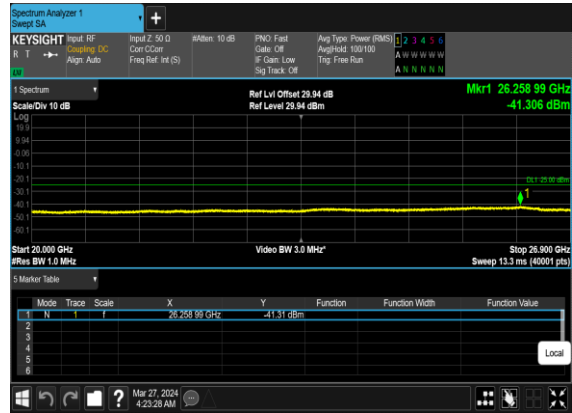 Spectrum Analyzer 1
Swept SA
+
KEYSIGHT Input: RF Input Z: 50 Ω #Atten: 10 dB PNO: Fast Avg Type: Power (RMS) 1 2 3 4 5 6
R T Coupling: DC Corr CCorr Gate: Off Avg|Hold: 100/100 A W W W W W
Align: Auto Freq Ref: Int (S) IF Gain: Low Trig: Free Run
Sig Track: Off A N N N N N
1 Spectrum Ref Lvl Offset 29.94 dB Mkr1 26.258 99 GHz
Scale/Div 10 dB Ref Level 29.94 dBm -41.306 dBm
Log
19.9
9.94
-0.06
-10.1
-20.1
DL1 -25.00 dBm
-30.1
1
-40.1
-50.1
-60.1
Start 20.000 GHz Video BW 3.0 MHz* Stop 26.900 GHz
#Res BW 1.0 MHz Sweep 13.3 ms (40001 pts)
5 Marker Table
Mode Trace Scale X Y Function Function Width Function Value
1 N 1 f 26.258 99 GHz -41.31 dBm
2
3
4
5
6
Local
? Mar 27, 2024
4:23:28 AM